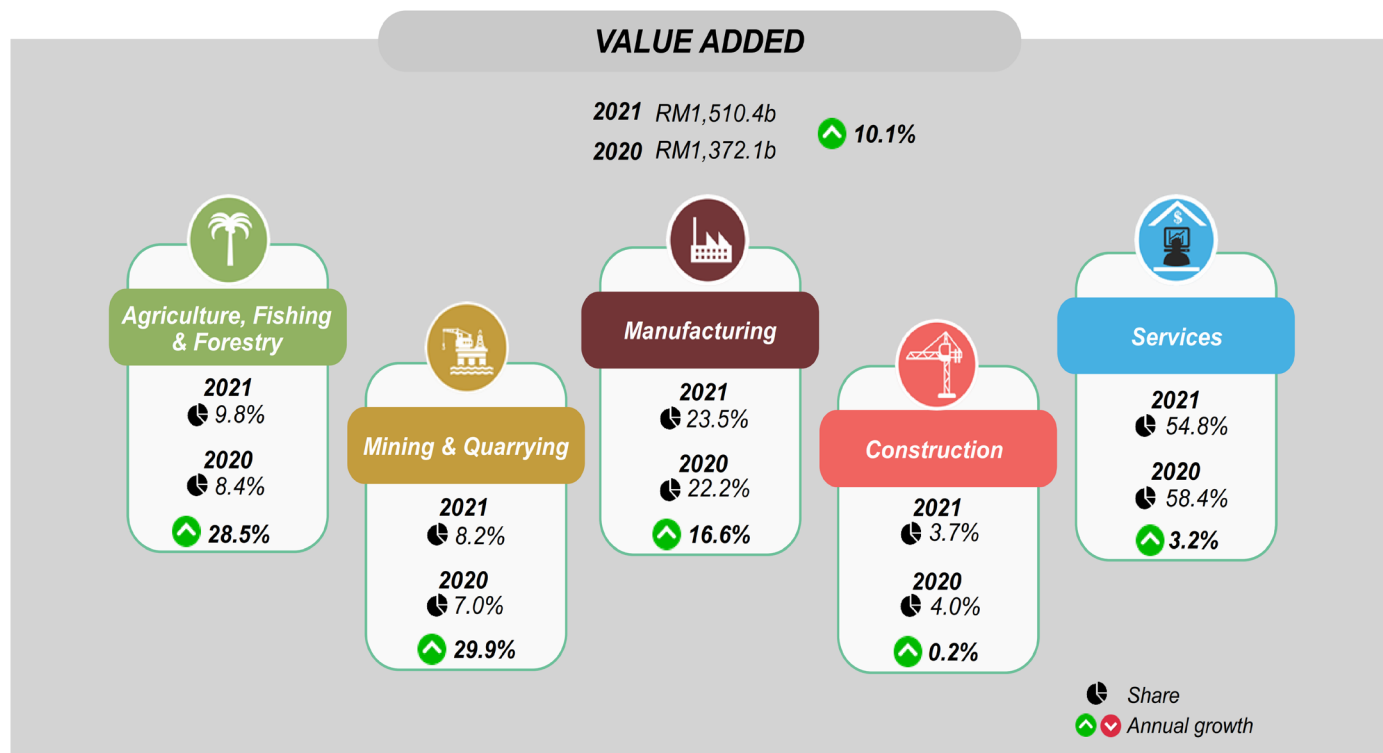 VALUE ADDED
2021 RM1,510.4b
2020 RM1,372.1b
10.1%
Agriculture, Fishing
& Forestry
2021
9.8%
2020
8.4%
28.5%
Mining & Quarrying
2021
8.2%
2020
7.0%
29.9%
Manufacturing
2021
23.5%
2020
22.2%
16.6%
Construction
2021
3.7%
2020
4.0%
0.2%
$
Services
2021
54.8%
2020
58.4%
3.2%
Share
Annual growth